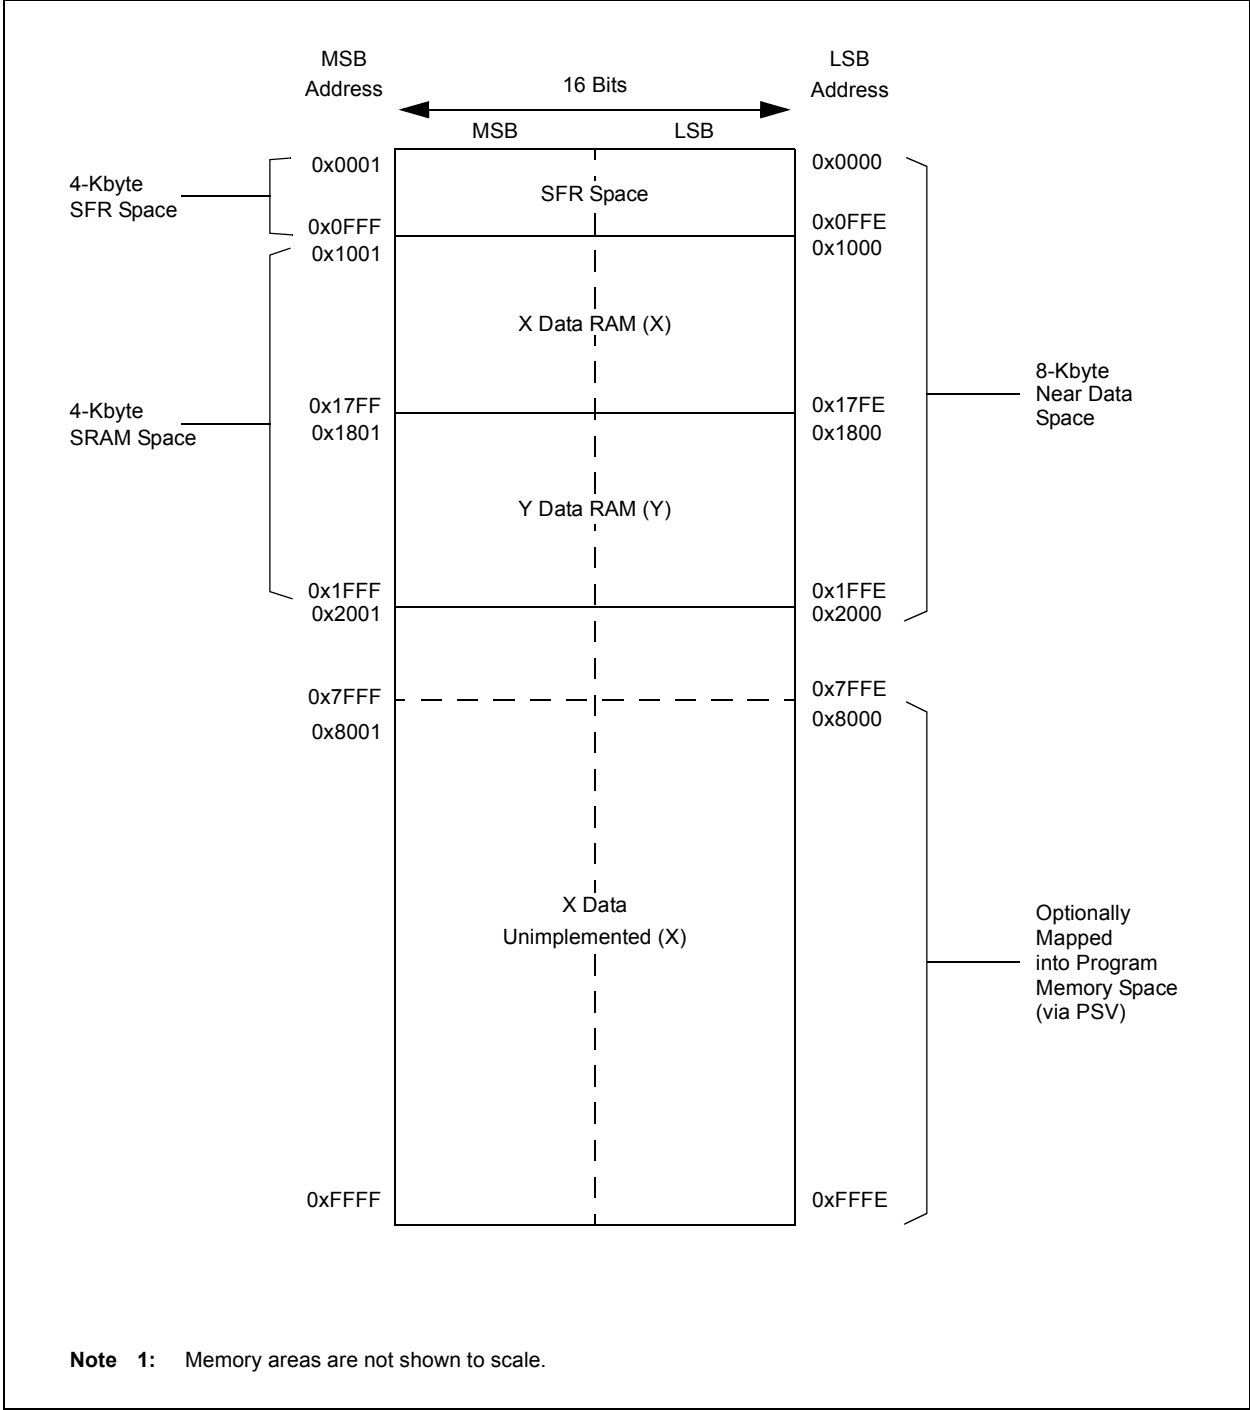 MSB
Address
16 Bits
LSB
Address
MSB
LSB
4-Kbyte
SFR Space
0x0001
0x0FFF
SFR Space
0x0000
0x0FFE
4-Kbyte
SRAM Space
0x1001
0x17FF
X Data RAM (X)
0x1000
0x17FE
0x1801
0x1FFF
Y Data RAM (Y)
0x1800
0x1FFE
8-Kbyte
Near Data
Space
0x2001
0x7FFF
0x2000
0x7FFE
0x8001
0xFFFF
X Data
Unimplemented (X)
0x8000
0xFFFE
Optionally
Mapped
into Program
Memory Space
(via PSV)
Note 1: Memory areas are not shown to scale.